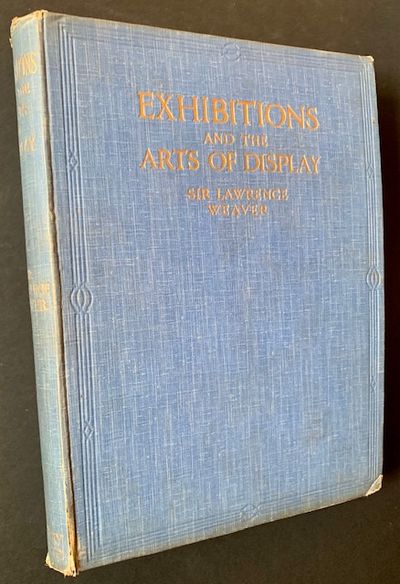 EXHIBITIONS
AND THE
ARTS OF DISPLAY
SIR LAWRENCE
WEAVER